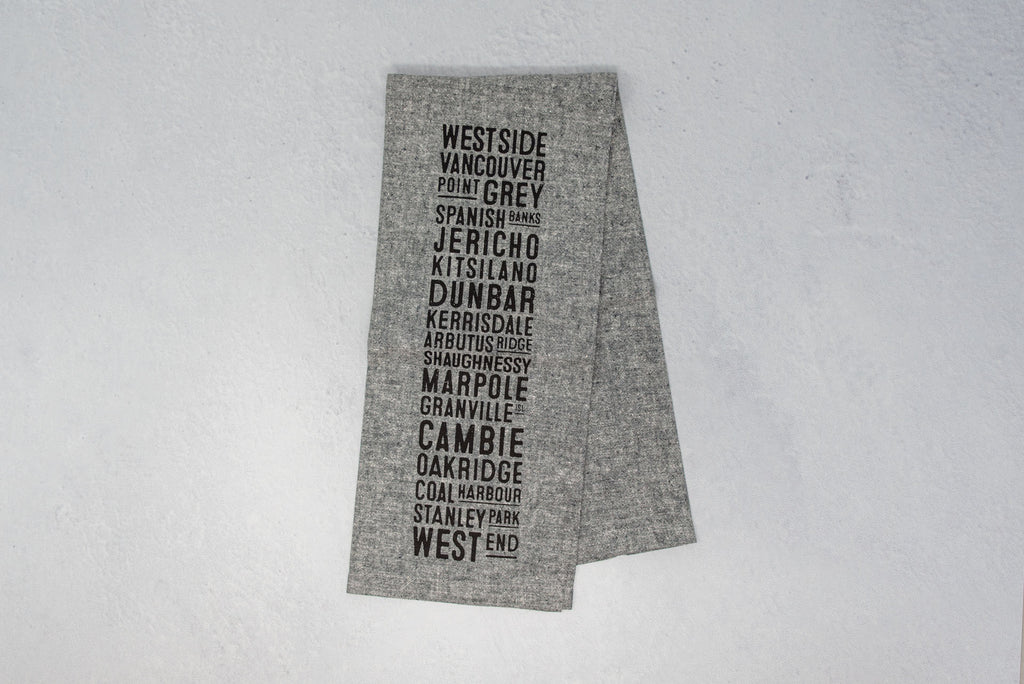 WESTSIDE
VANCOUVER
POINT GREY
SPANISH BANKS
JERICHO
KITSILANO
DUNBAR
KERRISDALE
ARBUTUS RIDGE
SHAUGHNESSY
MARPOLE
GRANVILLE ISL
CAMBIE
OAKRIDGE
COAL HARBOUR
STANLEY PARK
WEST END